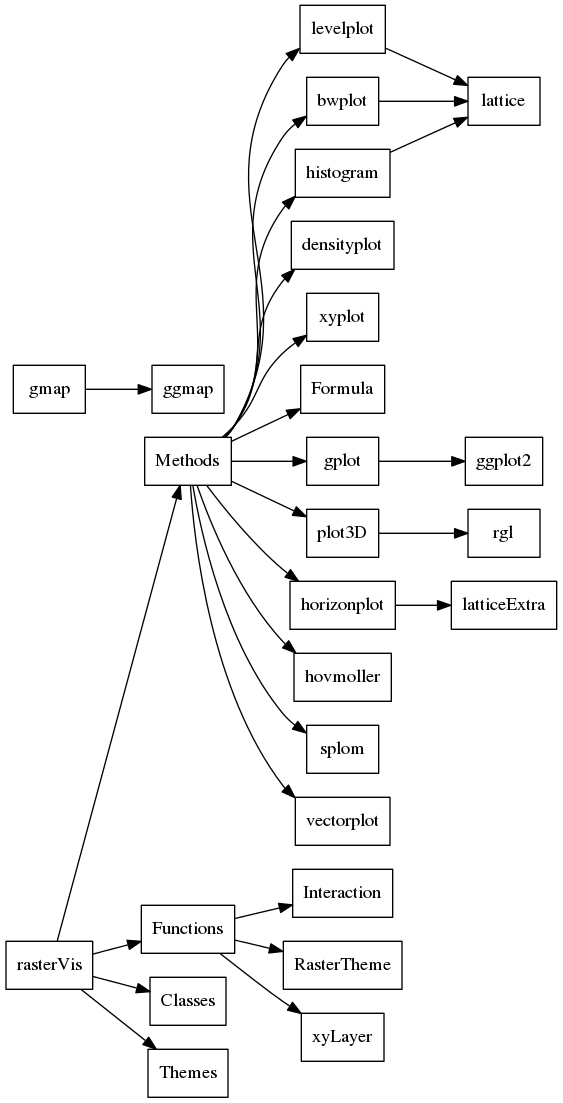 levelplot
bwplot
lattice
histogram
densityplot
xyplot
gmap
ggmap
Formula
Methods
gplot
ggplot2
plot3D
rgl
horizonplot
latticeExtra
hovmoller
splom
vectorplot
Interaction
Functions
rasterVis
RasterTheme
Classes
xyLayer
Themes